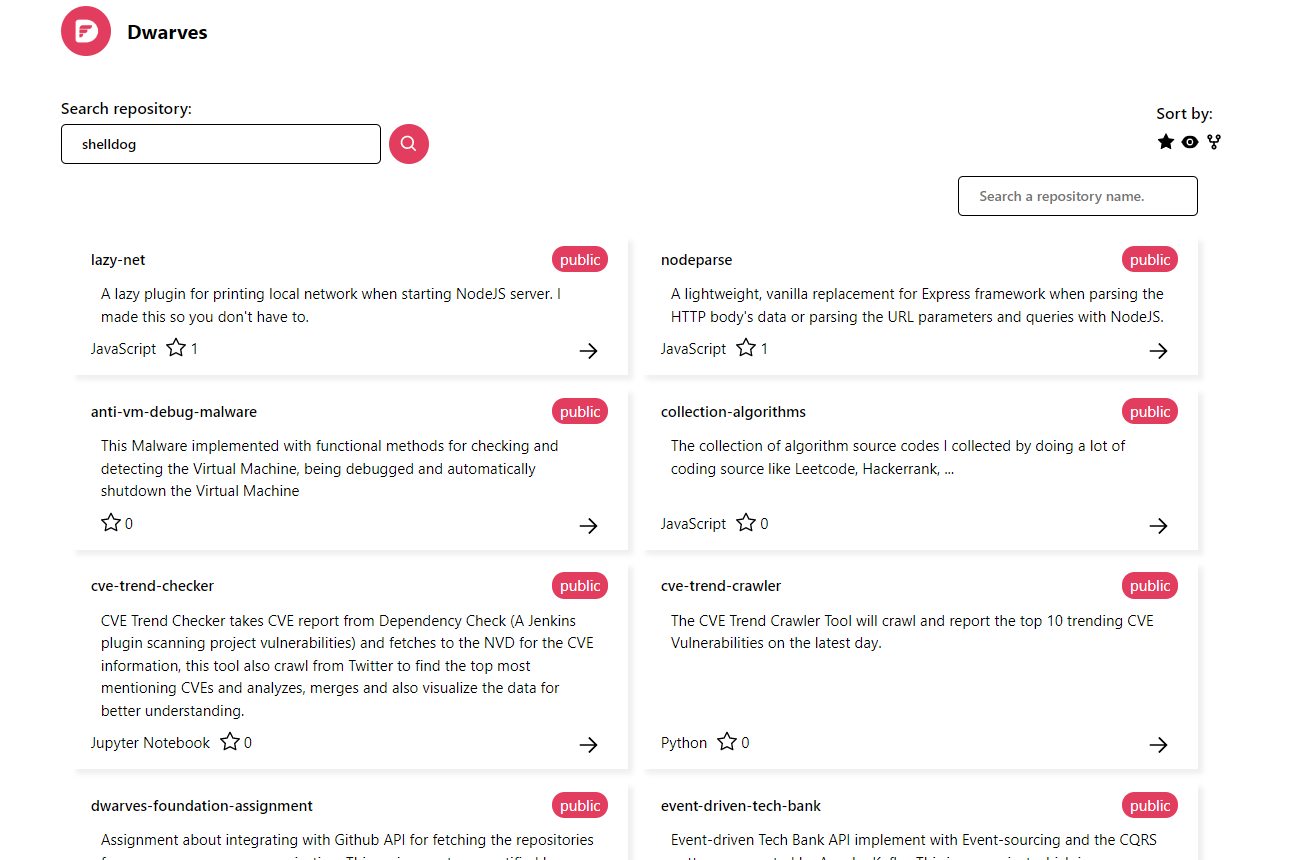 Dwarves
Search repository:
shelldog
Sort by:
Search a repository name.
lazy-net
public
A lazy plugin for printing local network when starting NodeJS server. I
made this so you don't have to.
JavaScript 1
nodeparse
public
A lightweight, vanilla replacement for Express framework when parsing the
HTTP body's data or parsing the URL parameters and queries with NodeJS.
JavaScript 1
anti-vm-debug-malware
public
This Malware implemented with functional methods for checking and
detecting the Virtual Machine, being debugged and automatically
shutdown the Virtual Machine
0
collection-algorithms
public
The collection of algorithm source codes I collected by doing a lot of
coding source like Leetcode, Hackerrank, ...
JavaScript 0
cve-trend-checker
public
CVE Trend Checker takes CVE report from Dependency Check (A Jenkins
plugin scanning project vulnerabilities) and fetches to the NVD for the CVE
information, this tool also crawl from Twitter to find the top most
mentioning CVEs and analyzes, merges and also visualize the data for
better understanding.
Jupyter Notebook 0
cve-trend-crawler
public
The CVE Trend Crawler Tool will crawl and report the top 10 trending CVE
Vulnerabilities on the latest day.
Python 0
dwarves-foundation-assignment
public
Assignment about integrating with Github API for fetching the repositories
event-driven-tech-bank
public
Event-driven Tech Bank API implement with Event-sourcing and the CQRS